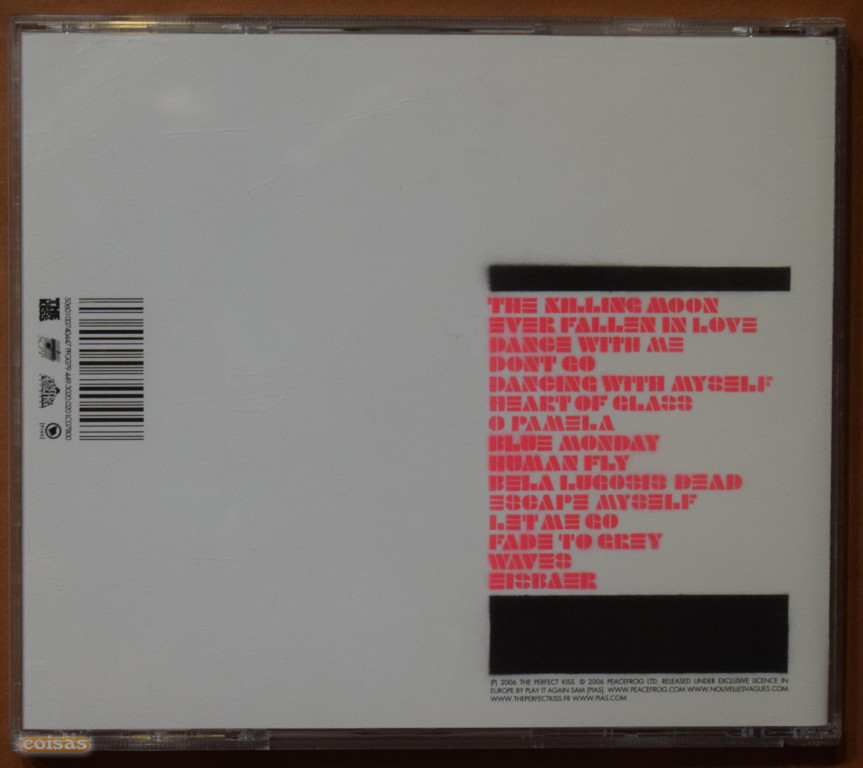 THE KILLING MOON
EVER FALLEN IN LOVE
DANCE WITH ME
DONT GO
DANCING WITH MYSELF
HEART OF GLASS
O PAMELA
BLUE MONDAY
HUMAN FLY
BELA LUGOSIS DEAD
ESCAPE MYSELF
LET ME GO
FADE TO GREY
WAVES
EISBAER
(P) 2006 THE PERFECT KISS. © 2006 PEACEFROG LTD. RELEASED UNDER EXCLUSIVE LICENCE IN
EUROPE BY PLAY IT AGAIN SAM [PIAS]. WWW.PEACEFROG.COM WWW.NOUVELLESVAGUES.COM
WWW.THEPERFECTKISS.FR WWW.PIAS.COM
THE
KISS
coisas